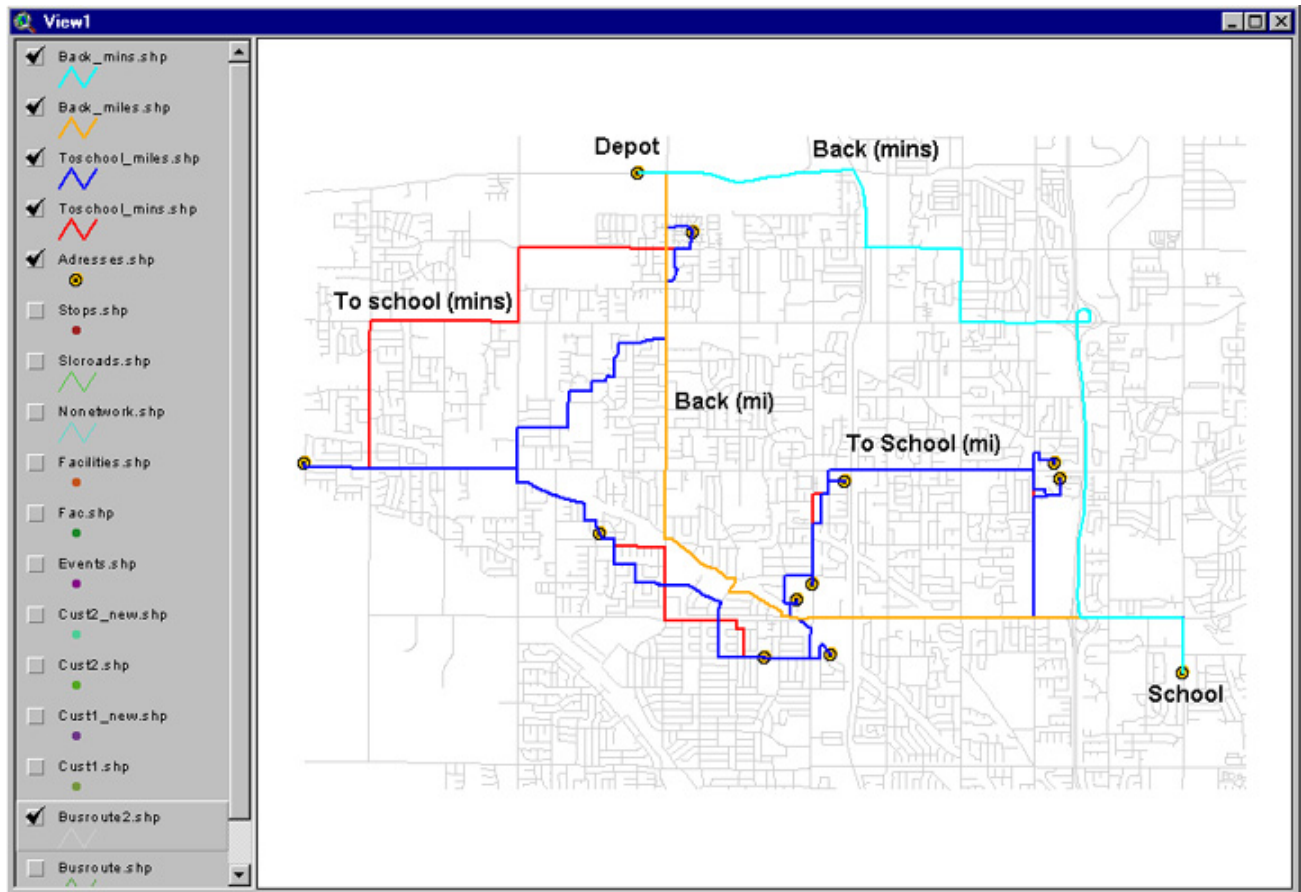 View1
Back_mins.shp
Back_miles.shp
Toschool_miles.shp
Toschool_mins.shp
Adresses.shp
Stops.shp
Slcroads.shp
Nonetwork.shp
Facilities.shp
Fac.shp
Events.shp
Cust2_new.shp
Cust2.shp
Cust1_new.shp
Cust1.shp
Busroute2.shp
Busroute.shp
Depot
Back (mins)
To school (mins)
Back (mi)
To School (mi)
School